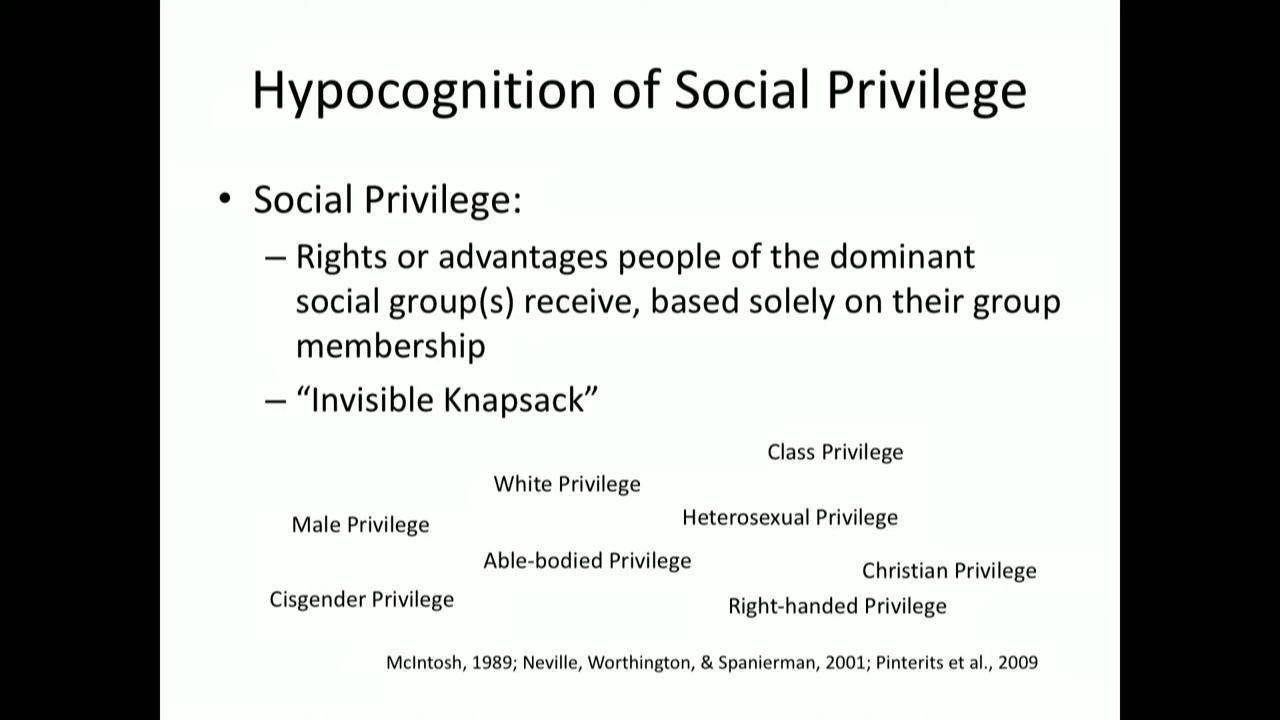 Hypocognition of Social Privilege
• Social Privilege:
– Rights or advantages people of the dominant
social group(s) receive, based solely on their group
membership
– “Invisible Knapsack”
Class Privilege
White Privilege
Heterosexual Privilege
Male Privilege
Able-bodied Privilege
Christian Privilege
Cisgender Privilege
Right-handed Privilege
McIntosh, 1989; Neville, Worthington, & Spanierman, 2001; Pinterits et al., 2009